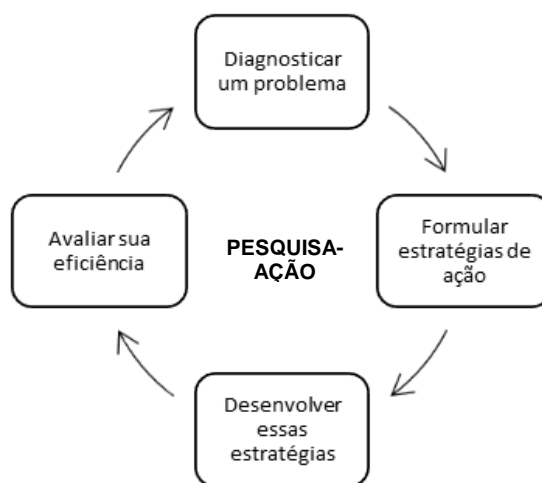 Diagnosticar
um problema
Formular
estratégias de
ação
Desenvolver
essas
estratégias
Avaliar sua
eficiência
PESQUISA-
AÇÃO